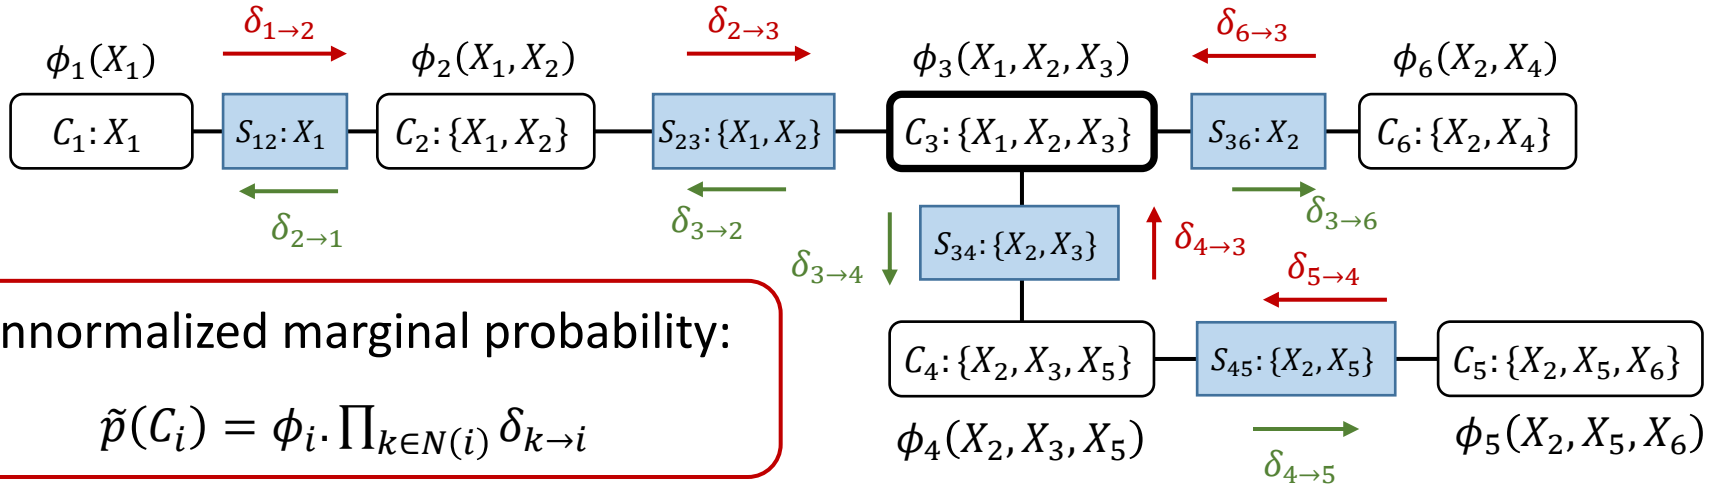 δ₁→₂
δ₂→₃
δ₆→₃
ϕ₁(X₁)
ϕ₂(X₁, X₂)
ϕ₃(X₁, X₂, X₃)
ϕ₆(X₂, X₄)
C₁: X₁
S₁₂: X₁
C₂: {X₁, X₂}
S₂₃: {X₁, X₂}
C₃: {X₁, X₂, X₃}
S₃₆: X₂
C₆: {X₂, X₄}
δ₂→₁
δ₃→₂
δ₃→₆
δ₃→₄
S₃₄: {X₂, X₃}
δ₄→₃
δ₅→₄
nnormalized marginal probability:
p̃(Cᵢ) = ϕᵢ. ∏ₖ∈N(ᵢ) δₖ→ᵢ
C₄: {X₂, X₃, X₅}
S₄₅: {X₂, X₅}
C₅: {X₂, X₅, X₆}
ϕ₄(X₂, X₃, X₅)
δ₄→₅
ϕ₅(X₂, X₅, X₆)